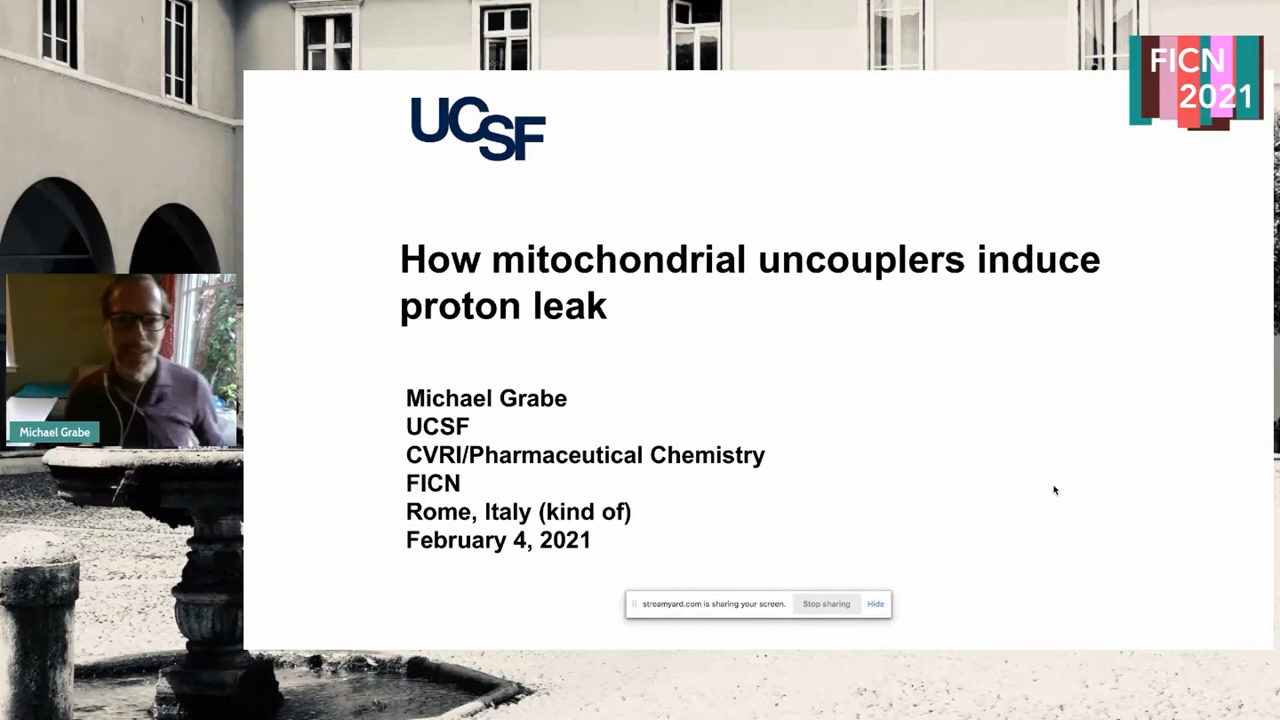 FICN
2021
UCSF
How mitochondrial uncouplers induce
proton leak
Michael Grabe
UCSF
CVRI/Pharmaceutical Chemistry
FICN
Rome, Italy (kind of)
February 4, 2021
Michael Grabe
streamyard.com is sharing your screen. Stop sharing Hide